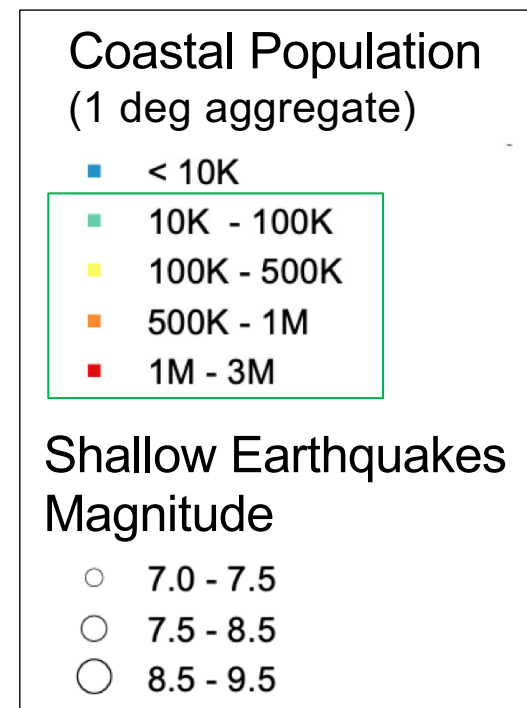 Coastal Population
(1 deg aggregate)
< 10K
10K - 100K
100K - 500K
500K - 1M
1M - 3M
Shallow Earthquakes
Magnitude
7.0 - 7.5
7.5 - 8.5
8.5 - 9.5